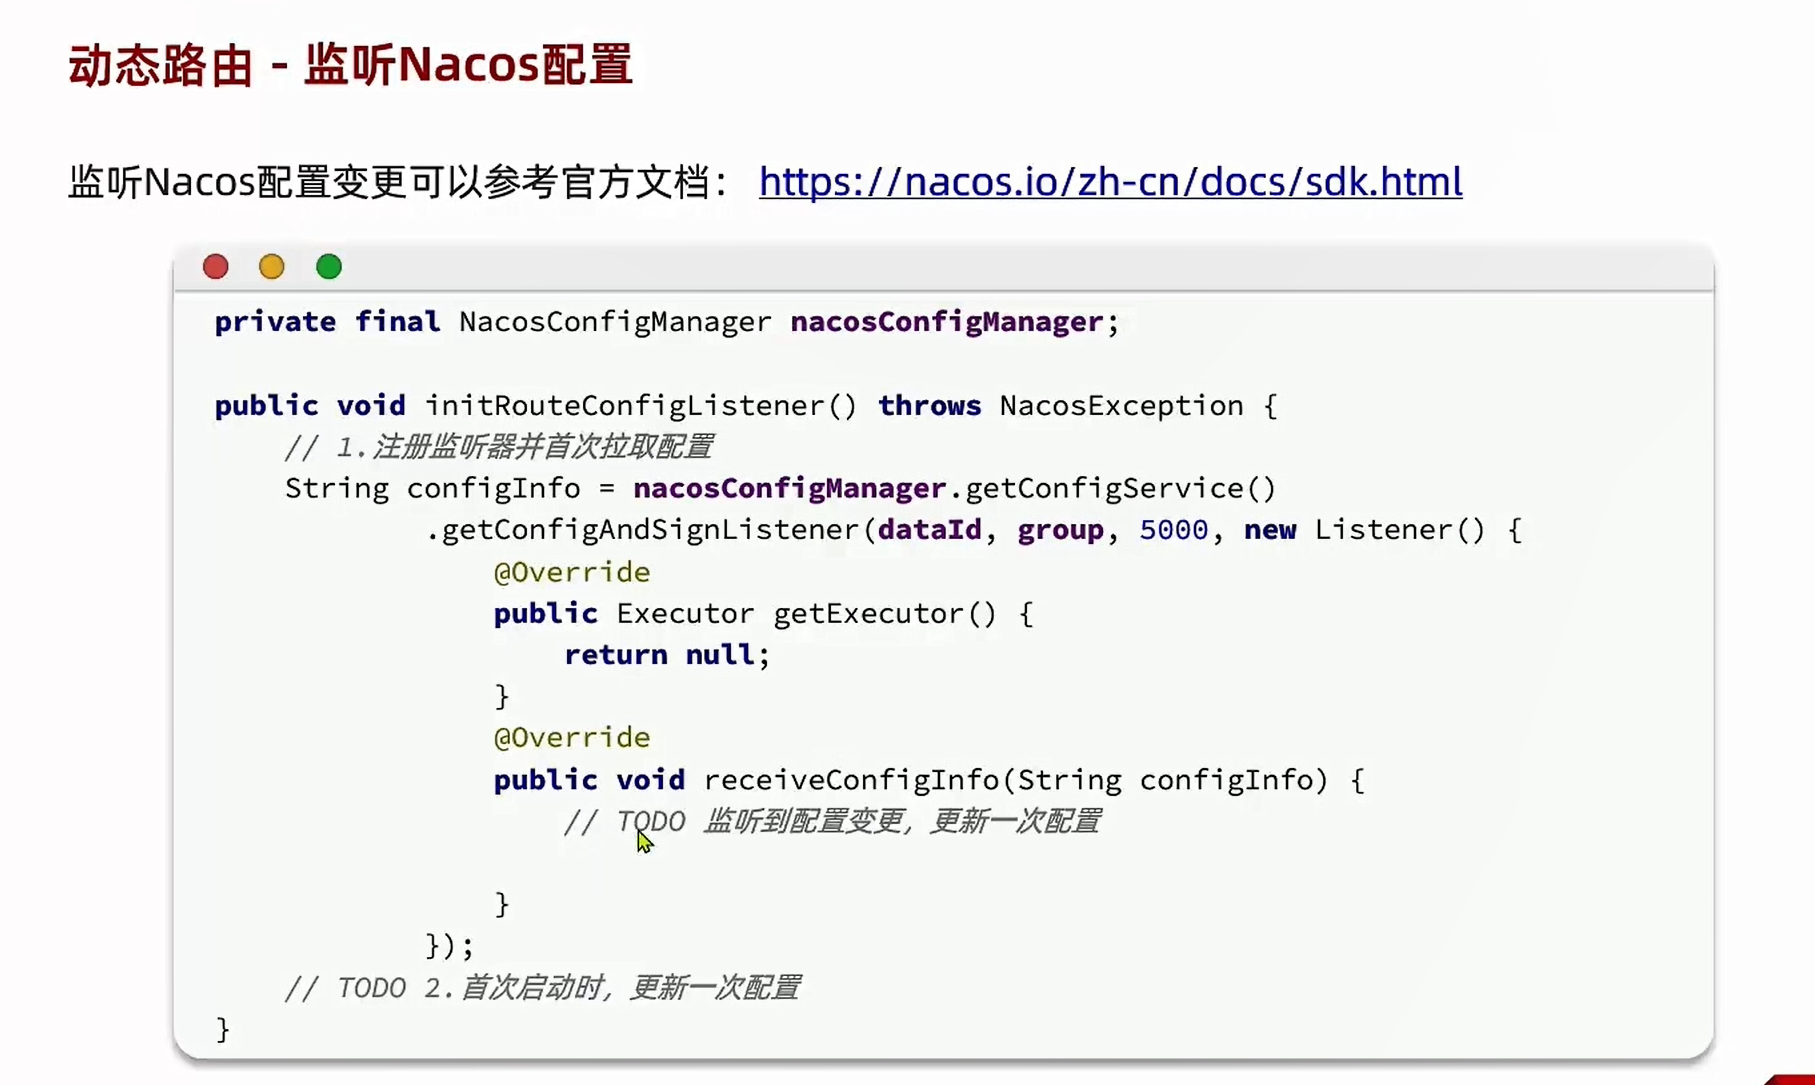 动态路由 - 监听Nacos配置
监听Nacos配置变更可以参考官方文档： https://nacos.io/zh-cn/docs/sdk.html
private final NacosConfigManager nacosConfigManager;
public void initRouteConfigListener() throws NacosException {
// 1.注册监听器并首次拉取配置
String configInfo = nacosConfigManager.getConfigService()
.getConfigAndSignListener(dataId, group, 5000, new Listener() {
@Override
public Executor getExecutor() {
return null;
}
@Override
public void receiveConfigInfo(String configInfo) {
// TODO 监听到配置变更，更新一次配置
}
});
// TODO 2.首次启动时，更新一次配置
}